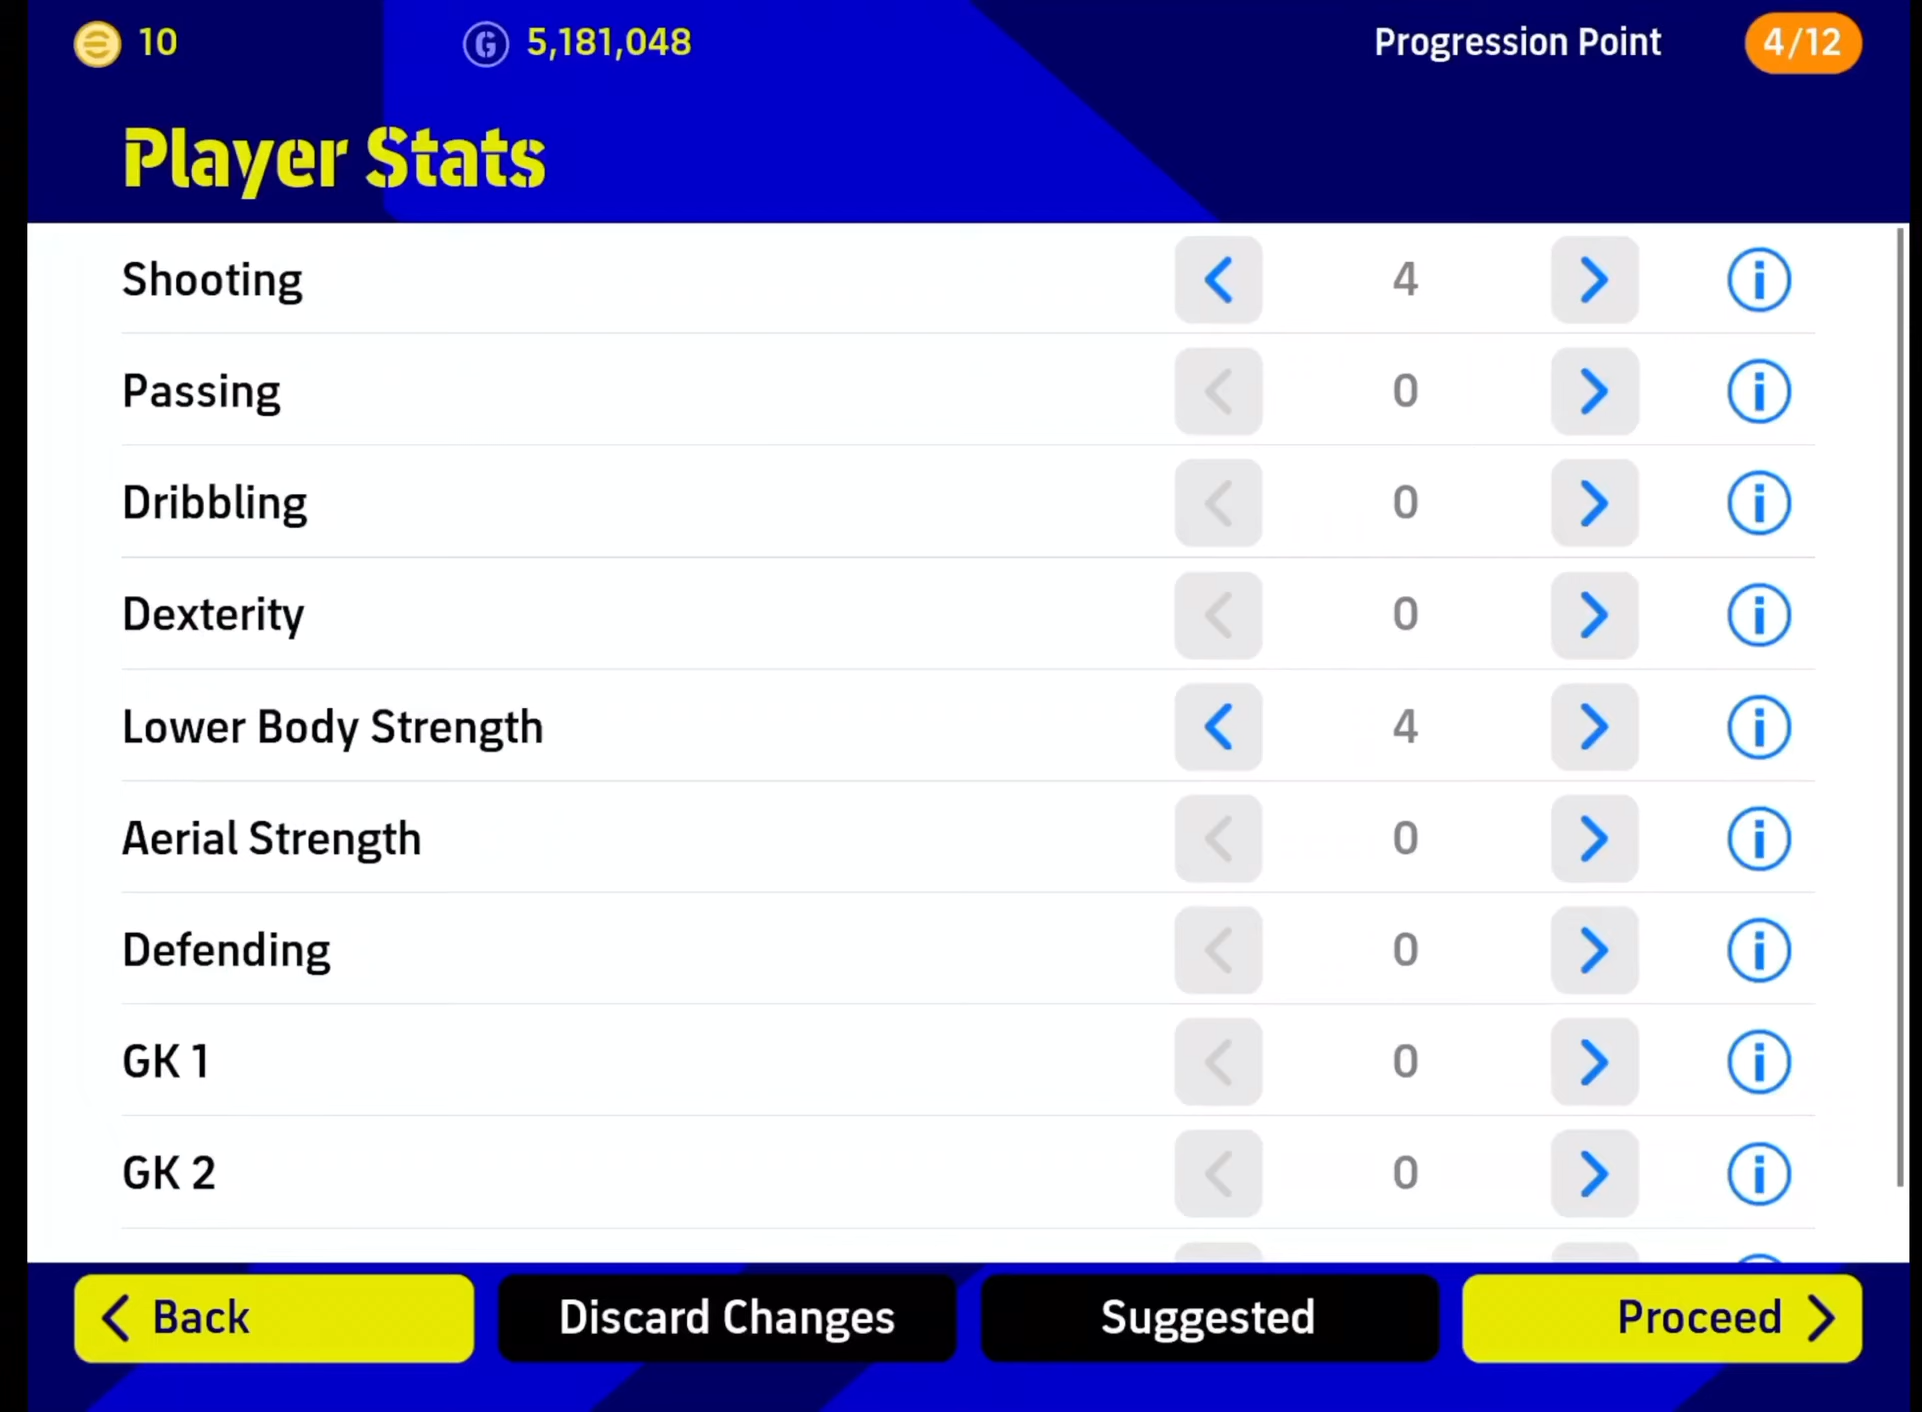 10 5,181,048 Progression Point 4/12
Player Stats
Shooting 4
Passing 0
Dribbling 0
Dexterity 0
Lower Body Strength 4
Aerial Strength 0
Defending 0
GK 1 0
GK 2 0
Back Discard Changes Suggested Proceed